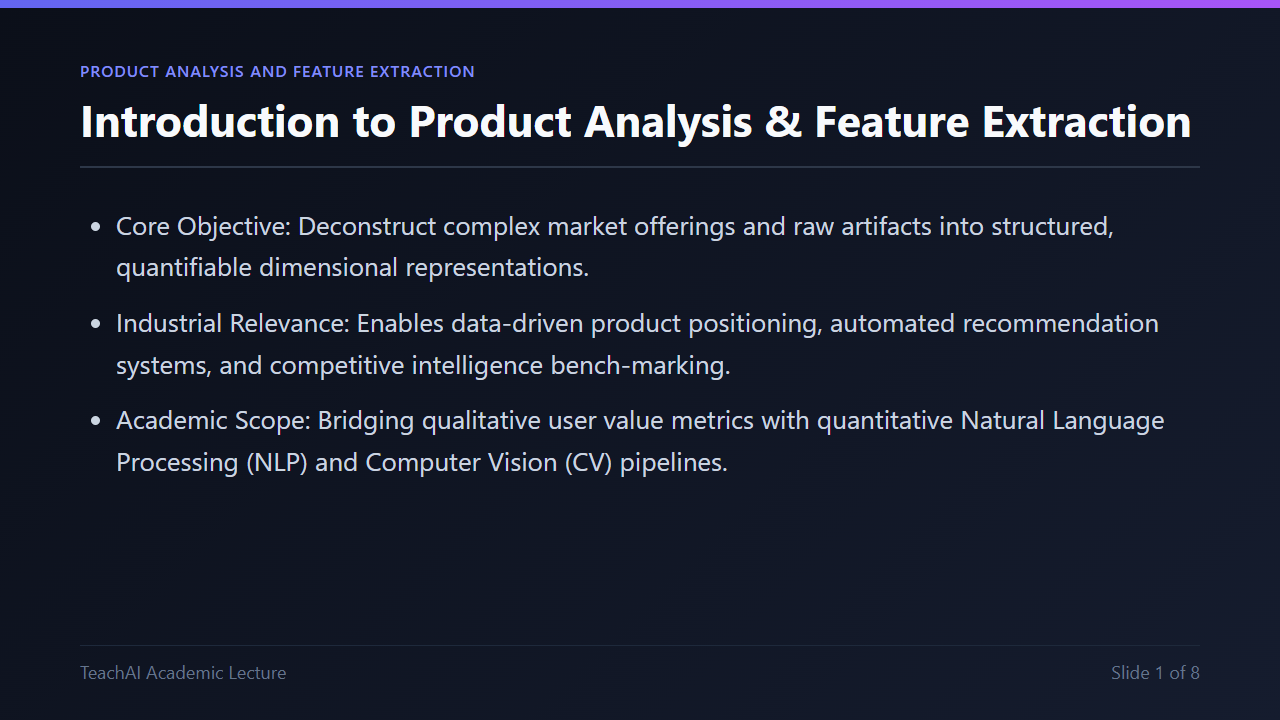 PRODUCT ANALYSIS AND FEATURE EXTRACTION
Introduction to Product Analysis & Feature Extraction
• Core Objective: Deconstruct complex market offerings and raw artifacts into structured,
quantifiable dimensional representations.
• Industrial Relevance: Enables data-driven product positioning, automated recommendation
systems, and competitive intelligence bench-marking.
• Academic Scope: Bridging qualitative user value metrics with quantitative Natural Language
Processing (NLP) and Computer Vision (CV) pipelines.
TeachAI Academic Lecture
Slide 1 of 8